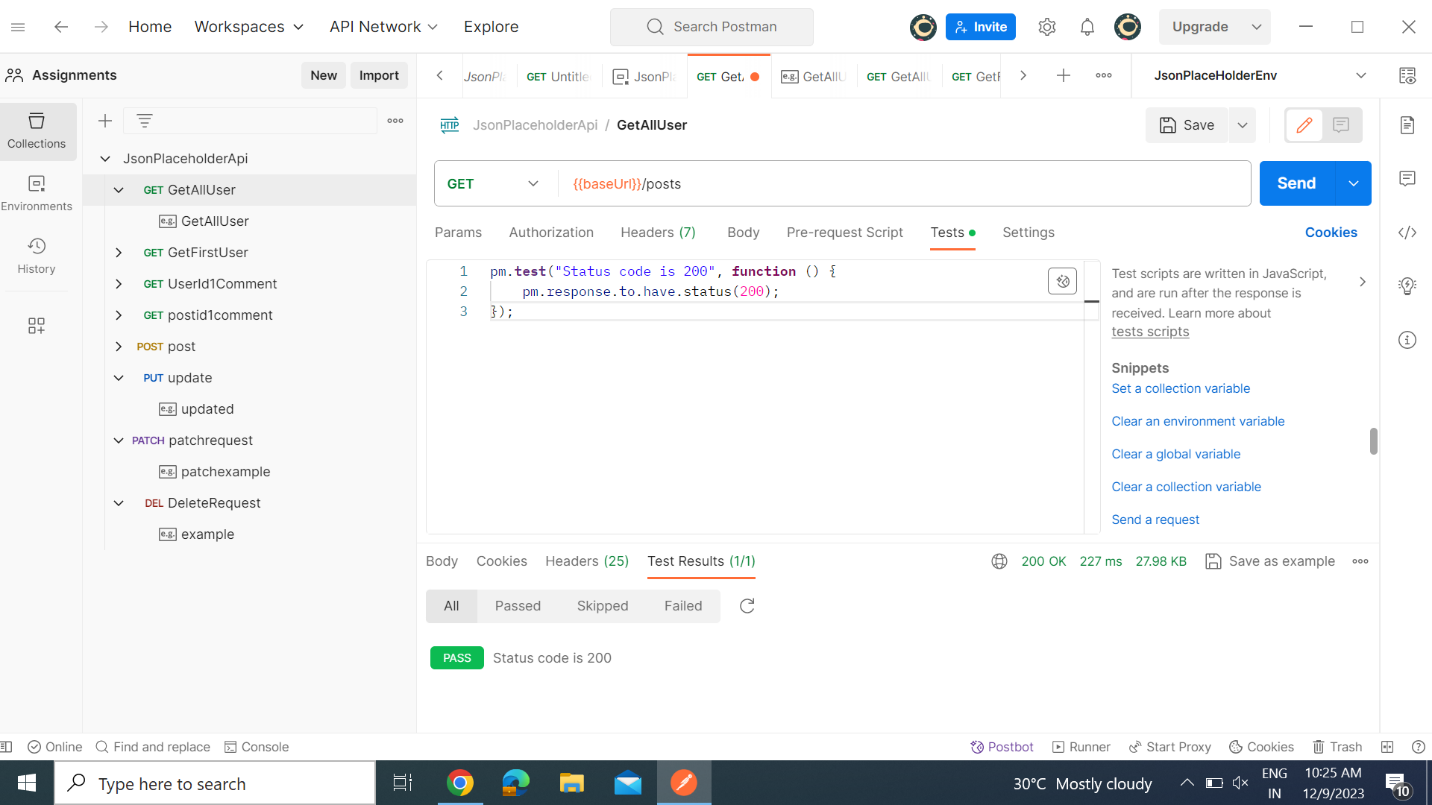 Home Workspaces API Network Explore Search Postman Invite Upgrade
Assignments New Import
JsonPl GET Untitle JsonPla GET GetA GetAllU GET GetAllU GET GetF JsonPlaceHolderEnv
Collections
Environments
History
JsonPlaceholderApi
GET GetAllUser
e.g. GetAllUser
GET GetFirstUser
GET UserId1Comment
GET postid1comment
POST post
PUT update
e.g. updated
PATCH patchrequest
e.g. patchexample
DEL DeleteRequest
e.g. example
HTTP JsonPlaceholderApi / GetAllUser Save
GET {{baseUrl}}/posts Send
Params Authorization Headers (7) Body Pre-request Script Tests Settings Cookies
1 pm.test("Status code is 200", function () {
2 pm.response.to.have.status(200);
3 });
Test scripts are written in JavaScript,
and are run after the response is
received. Learn more about
tests scripts
Snippets
Set a collection variable
Clear an environment variable
Clear a global variable
Clear a collection variable
Send a request
Body Cookies Headers (25) Test Results (1/1) 200 OK 227 ms 27.98 KB Save as example
All Passed Skipped Failed
PASS Status code is 200
Online Find and replace Console Postbot Runner Start Proxy Cookies Trash
Type here to search 30°C Mostly cloudy ENG 10:25 AM
IN 12/9/2023 10